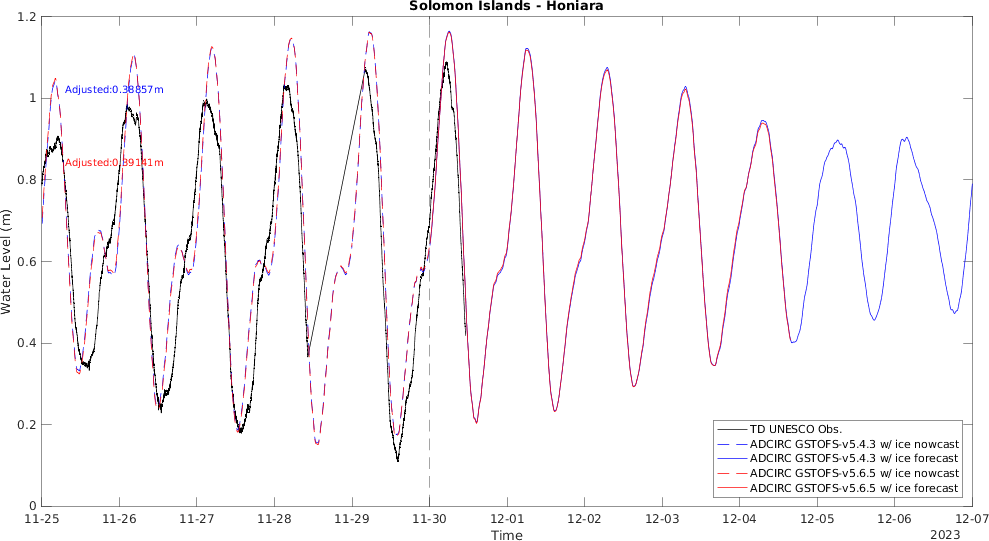 Solomon Islands - Honiara
1.2
1
0.8
0.6
0.4
0.2
0
Water Level (m)
Adjusted:0.38857m
Adjusted:0.39141m
TD UNESCO Obs.
ADCIRC GSTOFS-v5.4.3 w/ ice nowcast
ADCIRC GSTOFS-v5.4.3 w/ ice forecast
ADCIRC GSTOFS-v5.6.5 w/ ice nowcast
ADCIRC GSTOFS-v5.6.5 w/ ice forecast
11-25 11-26 11-27 11-28 11-29 11-30 12-01 12-02 12-03 12-04 12-05 12-06 12-07
Time
2023